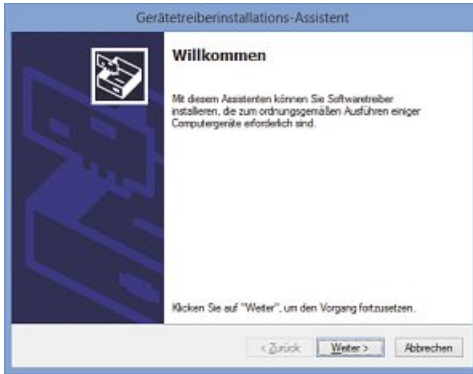 Gerätetreiberinstallations-Assistent
Willkommen
Mit diesem Assistenten können Sie Softwaretreiber
installieren, die zum ordnungsgemäßen Ausführen einiger
Computergeräte erforderlich sind.
Klicken Sie auf "Weiter", um den Vorgang fortzusetzen.
< Zurück Weiter > Abbrechen